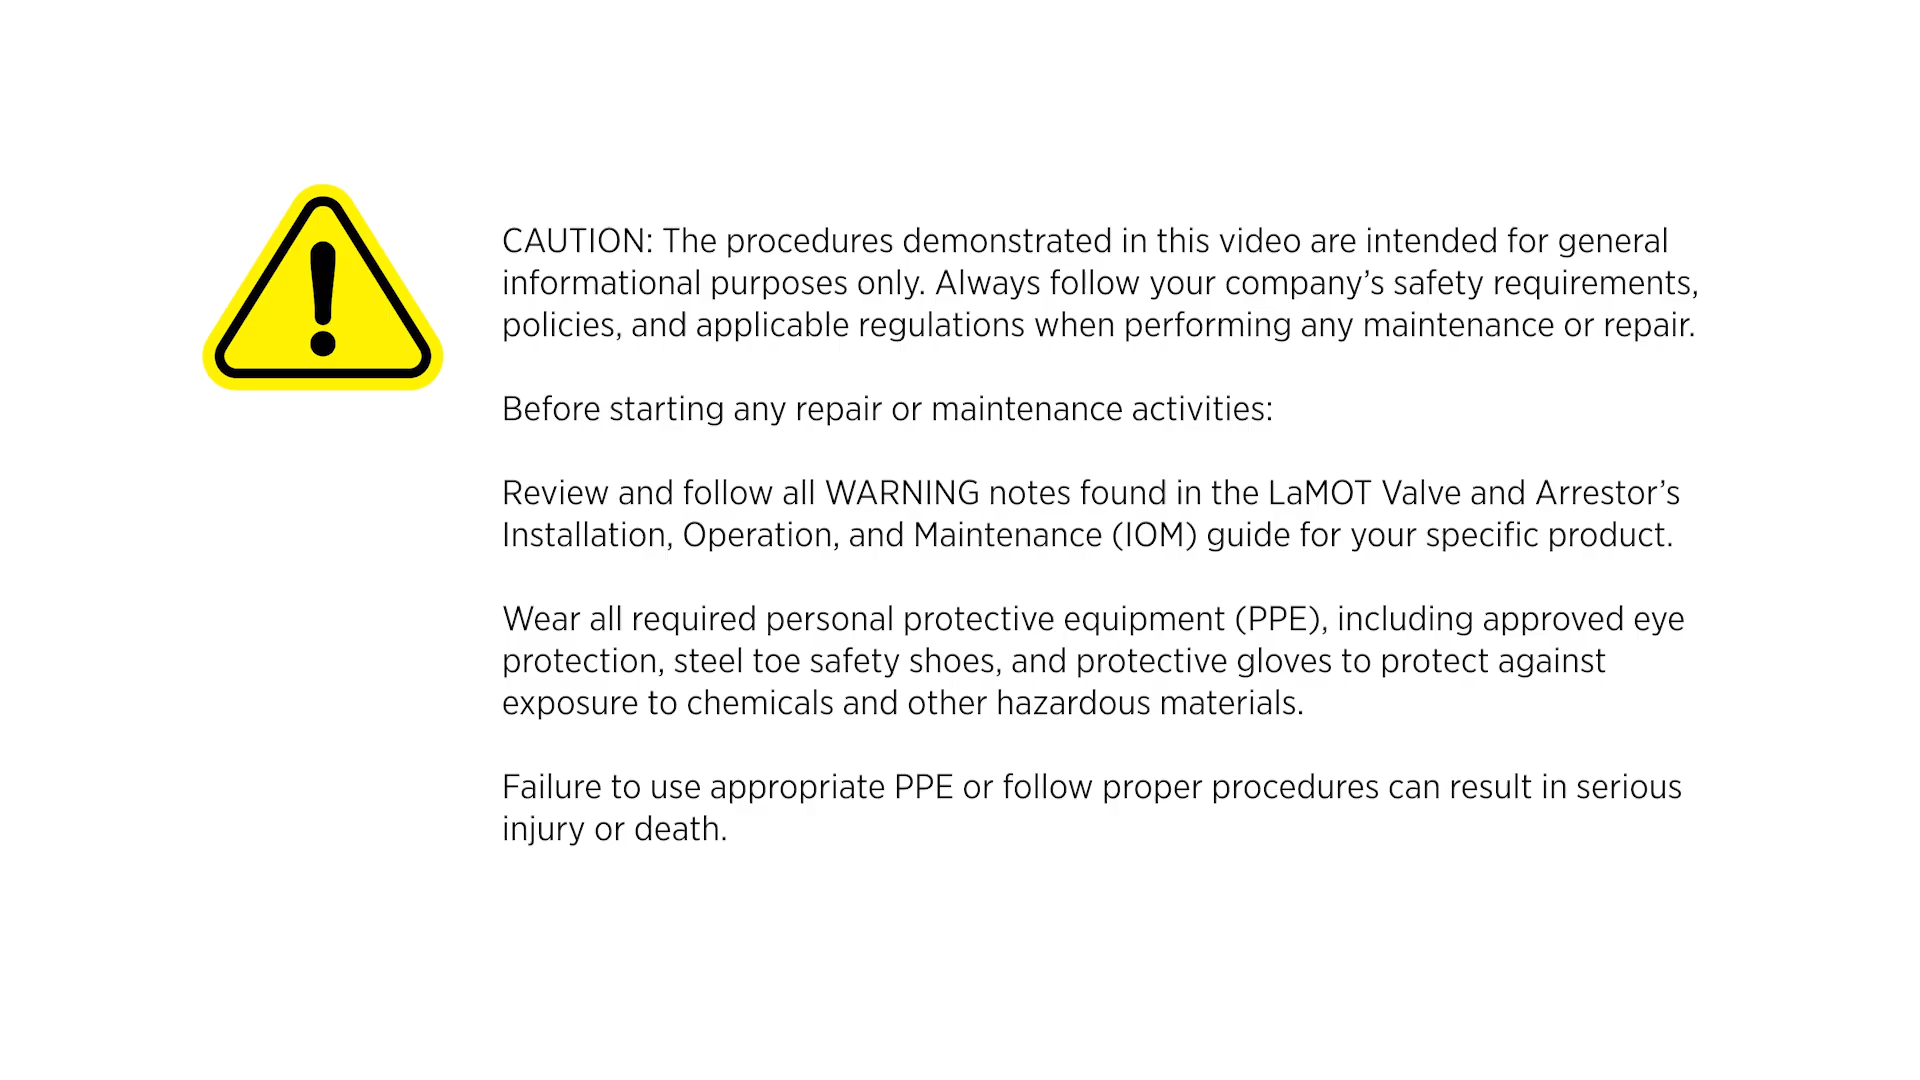 CAUTION: The procedures demonstrated in this video are intended for general
informational purposes only. Always follow your company’s safety requirements,
policies, and applicable regulations when performing any maintenance or repair.
Before starting any repair or maintenance activities:
Review and follow all WARNING notes found in the LaMOT Valve and Arrestor’s
Installation, Operation, and Maintenance (IOM) guide for your specific product.
Wear all required personal protective equipment (PPE), including approved eye
protection, steel toe safety shoes, and protective gloves to protect against
exposure to chemicals and other hazardous materials.
Failure to use appropriate PPE or follow proper procedures can result in serious
injury or death.